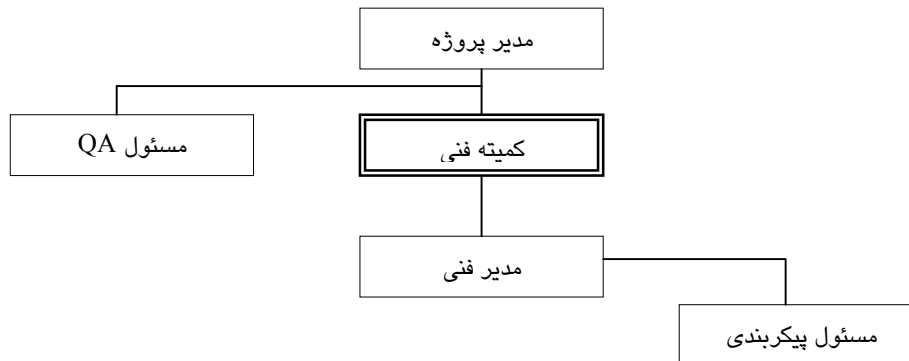 مدیر پروژه
مسئول QA
کمیته فنی
مدیر فنی
مسئول پیکربندی